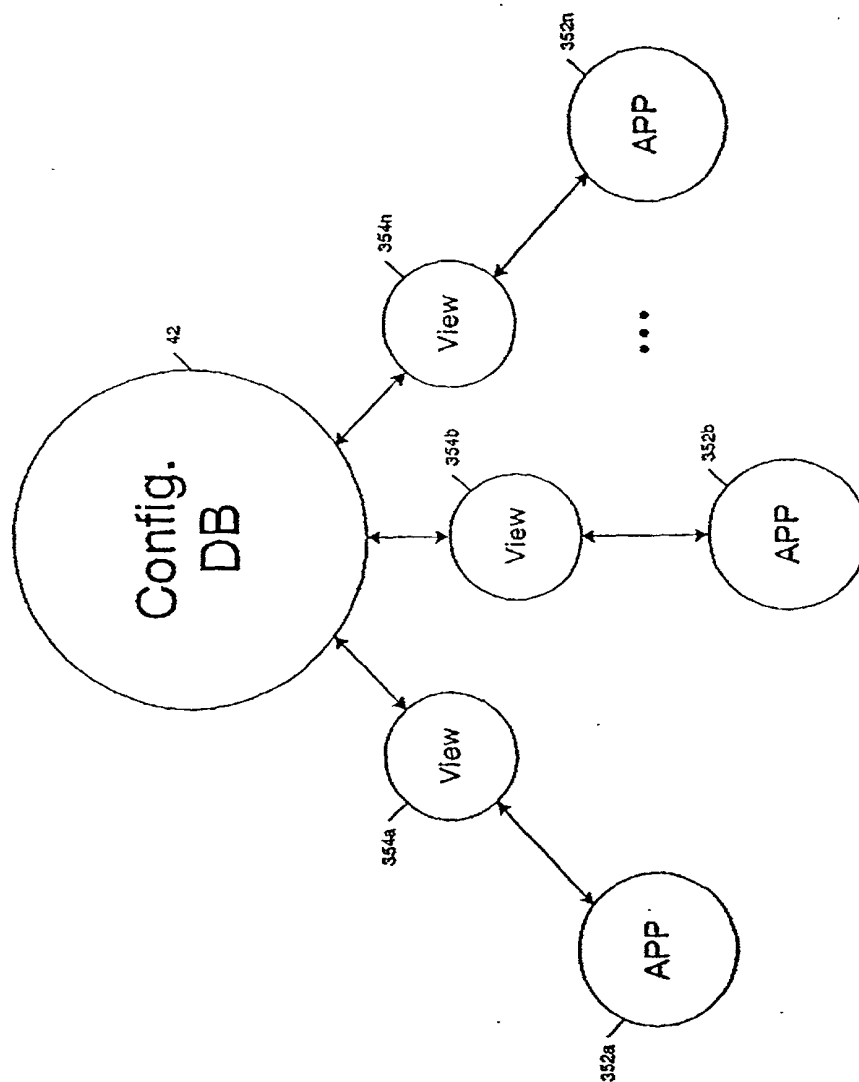 42
Config.
DB
354a
View
354b
View
354n
View
352a
APP
352b
APP
...
352n
APP